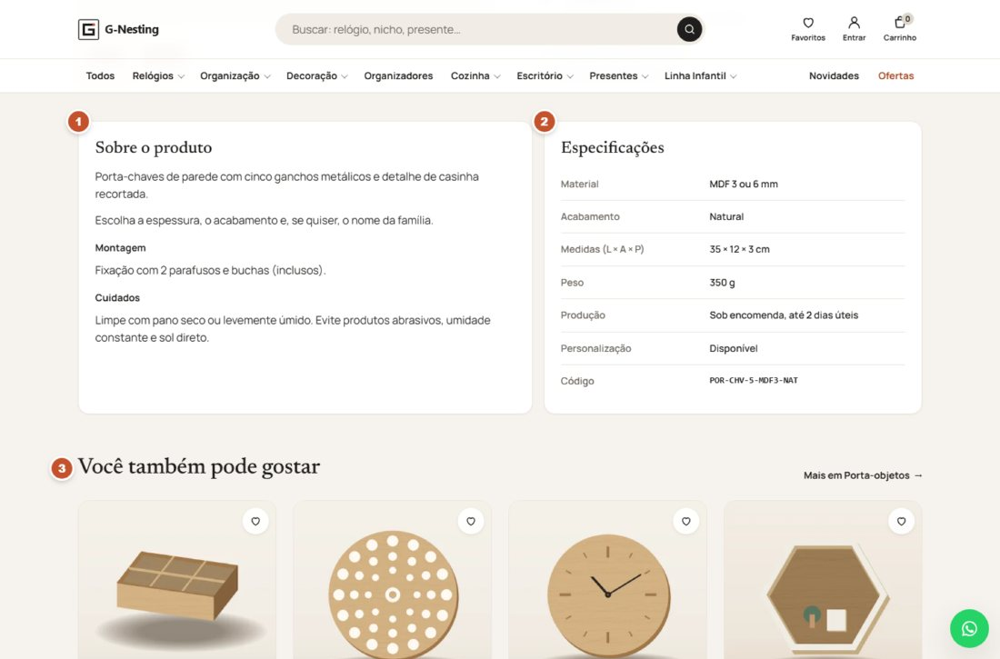 G-Nesting
Buscar: relógio, nicho, presente...
Favoritos
Entrar
0
Carrinho
Todos
Relógios
Organização
Decoração
Organizadores
Cozinha
Escritório
Presentes
Linha Infantil
Novidades
Ofertas
1
Sobre o produto
Porta-chaves de parede com cinco ganchos metálicos e detalhe de casinha
recortada.
Escolha a espessura, o acabamento e, se quiser, o nome da família.
Montagem
Fixação com 2 parafusos e buchas (inclusos).
Cuidados
Limpe com pano seco ou levemente úmido. Evite produtos abrasivos, umidade
constante e sol direto.
2
Especificações
Material MDF 3 ou 6 mm
Acabamento Natural
Medidas (L × A × P) 35 × 12 × 3 cm
Peso 350 g
Produção Sob encomenda, até 2 dias úteis
Personalização Disponível
Código POR-CHV-5-MDF3-NAT
3
Você também pode gostar
Mais em Porta-objetos →